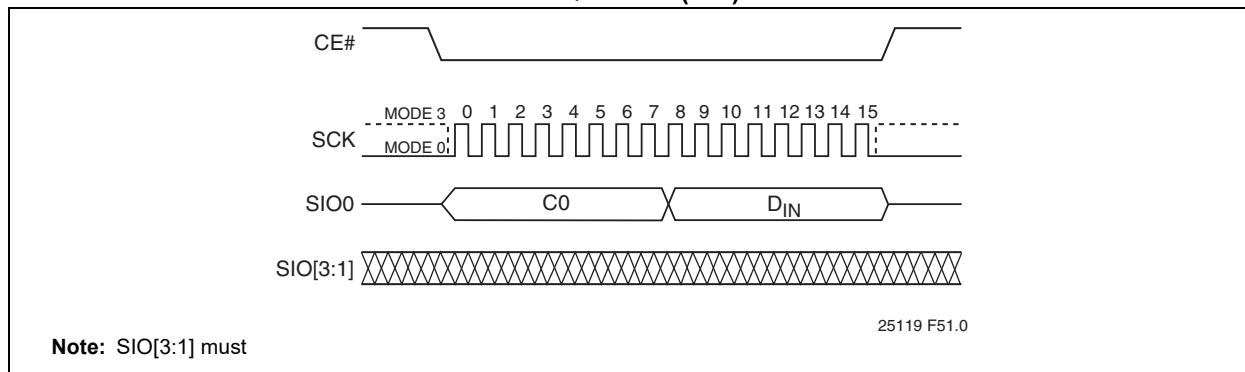 CE#
MODE 3 0 1 2 3 4 5 6 7 8 9 10 11 12 13 14 15
SCK
MODE 0
SIO0 C0 DIN
SIO[3:1]
25119 F51.0
Note: SIO[3:1] must